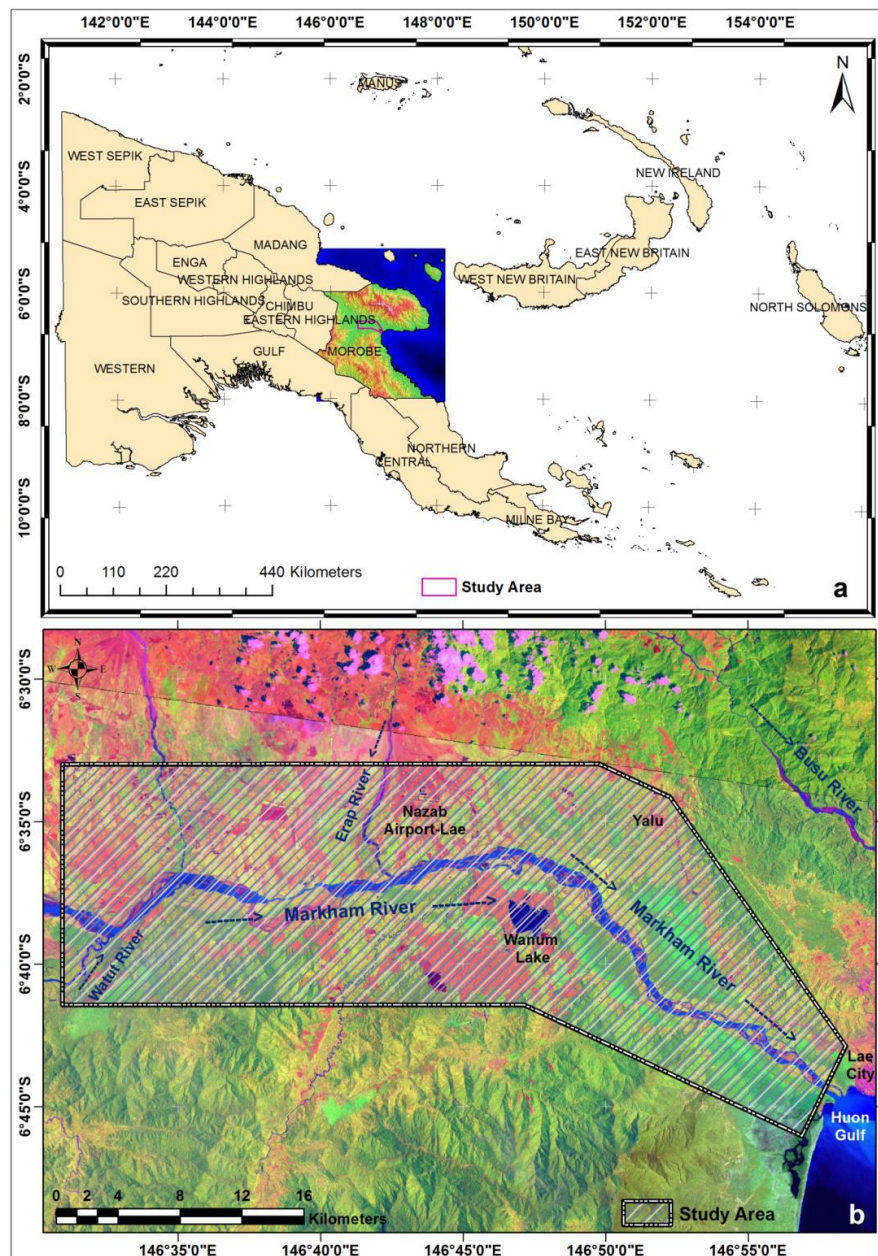 142°0'0"E 144°0'0"E 146°0'0"E 148°0'0"E 150°0'0"E 152°0'0"E 154°0'0"E
2°0'0"S
4°0'0"S
6°0'0"S
8°0'0"S
10°0'0"S
N
MANUS
WEST SEPIK
NEW IRELAND
EAST SEPIK
MADANG
EAST NEW BRITAIN
ENGA
WESTERN HIGHLANDS
WEST NEW BRITAIN
SOUTHERN HIGHLANDS
CHIMBU
NORTH SOLOMONS
EASTERN HIGHLANDS
GULF
MOROBE
WESTERN
NORTHERN
CENTRAL
MILNE BAY
0 110 220 440 Kilometers
Study Area
a
6°30'0"S
6°35'0"S
6°40'0"S
6°45'0"S
N
W E
S
Busu River
Erap River
Nazab
Airport-Lae
Yalu
Markham River
Markham River
Wanum
Lake
Watut River
Lae
City
Huon
Gulf
0 2 4 8 12 16
Kilometers
Study Area
b
146°35'0"E 146°40'0"E 146°45'0"E 146°50'0"E 146°55'0"E